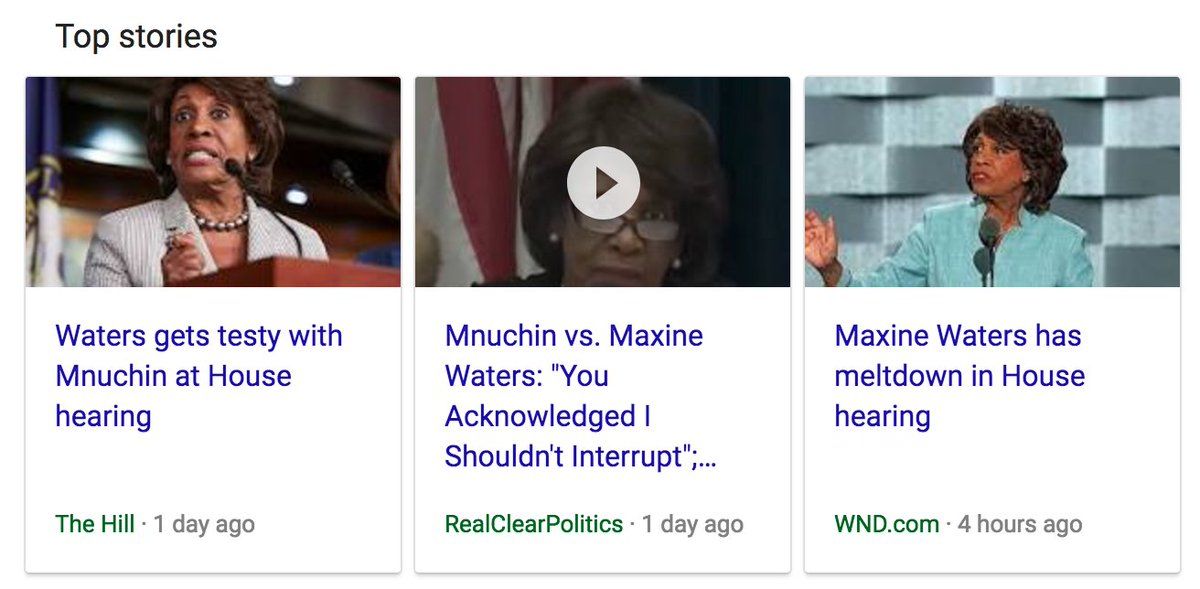 Top stories
Waters gets testy with
Mnuchin at House
hearing
The Hill · 1 day ago
Mnuchin vs. Maxine
Waters: "You
Acknowledged I
Shouldn't Interrupt";...
RealClearPolitics · 1 day ago
Maxine Waters has
meltdown in House
hearing
WND.com · 4 hours ago